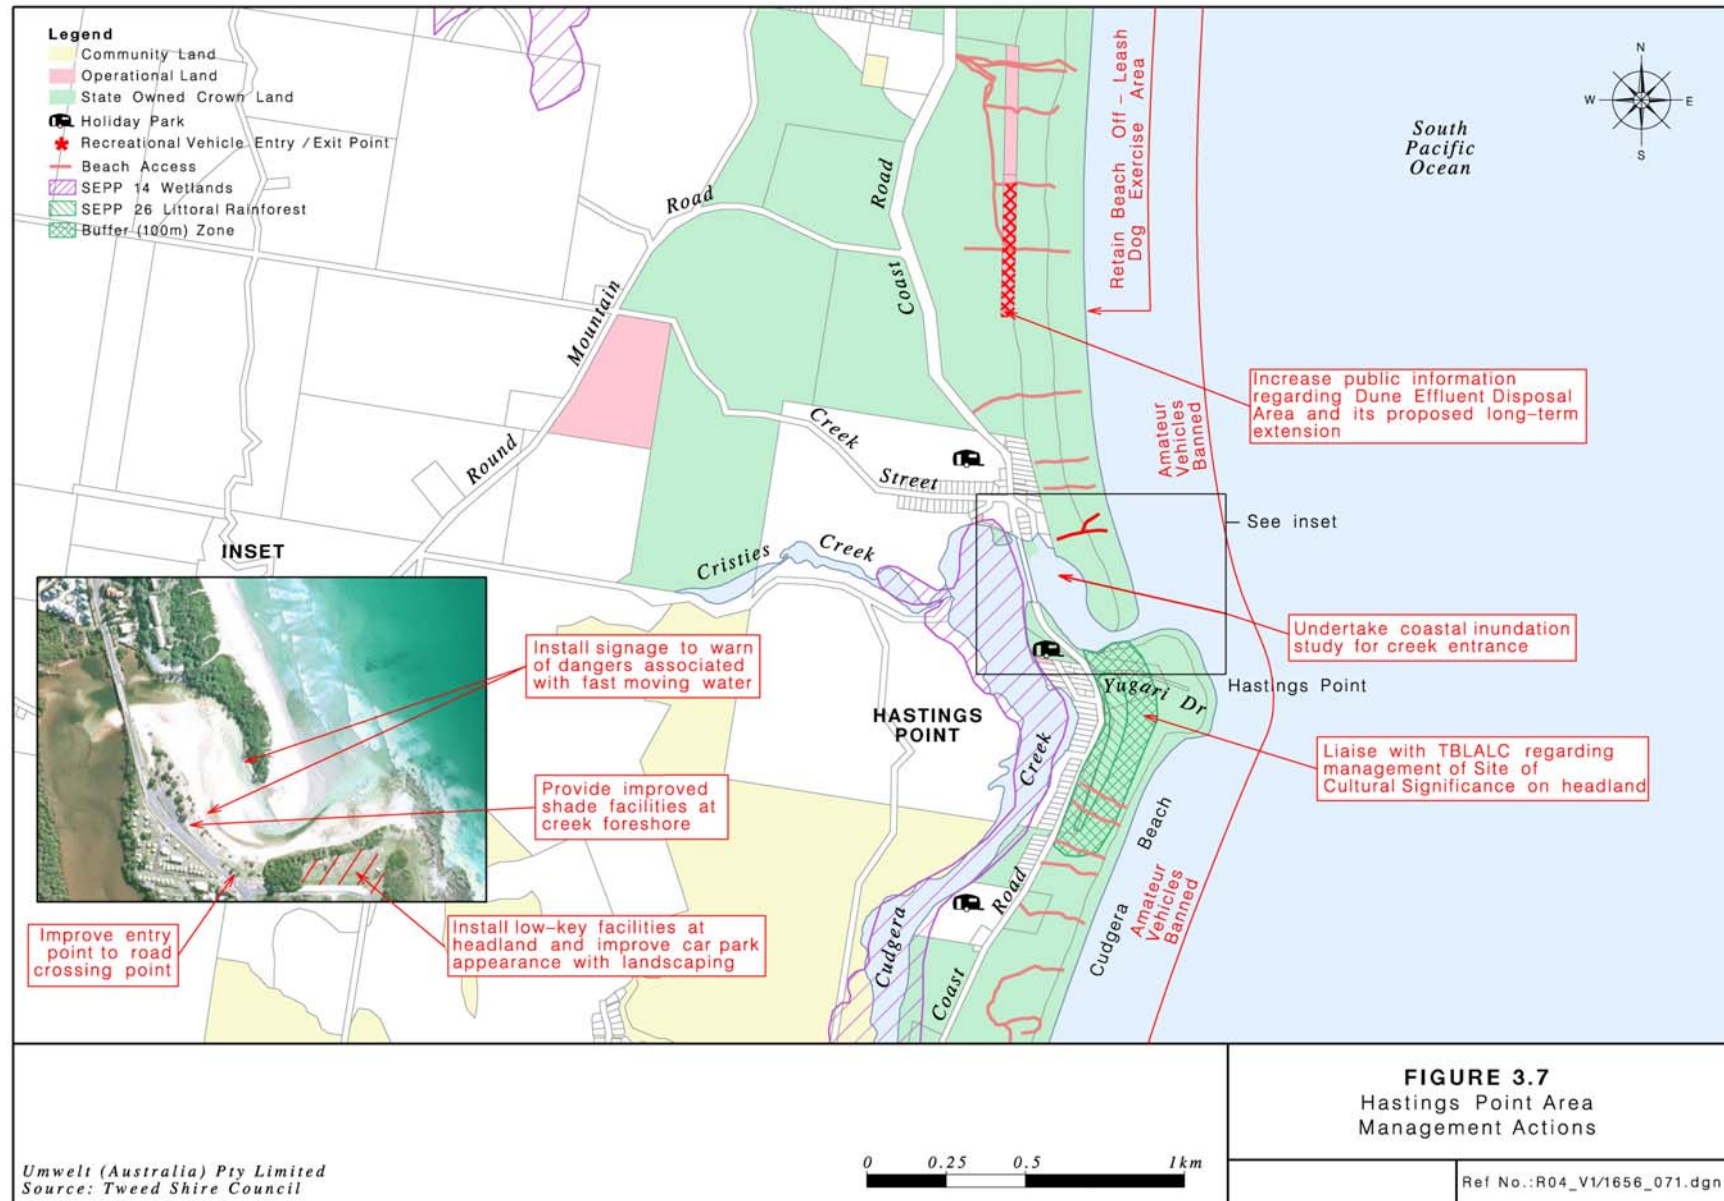 Legend
Community Land
Operational Land
State Owned Crown Land
Holiday Park
Recreational Vehicle Entry / Exit Point
Beach Access
SEPP 14 Wetlands
SEPP 26 Littoral Rainforest
Buffer (100m) Zone
N
W
E
S
South
Pacific
Ocean
Retain Beach Off - Leash
Dog Exercise Area
Road
Road
Coast
Mountain
Round
Increase public information
regarding Dune Effluent Disposal
Area and its proposed long-term
extension
Amateur
Vehicles
Banned
Creek
Street
See inset
INSET
Cristies Creek
Undertake coastal inundation
study for creek entrance
Hastings Point
Yugari Dr
HASTINGS
POINT
Liaise with TBLALC regarding
management of Site of
Cultural Significance on headland
Install signage to warn
of dangers associated
with fast moving water
Provide improved
shade facilities at
creek foreshore
Improve entry
point to road
crossing point
Install low-key facilities at
headland and improve car park
appearance with landscaping
Cudgera Creek
Coast Road
Cudgera Beach
Amateur
Vehicles
Banned
FIGURE 3.7
Hastings Point Area
Management Actions
Umwelt (Australia) Pty Limited
Source: Tweed Shire Council
0 0.25 0.5 1km
Ref No.:R04_V1/1656_071.dgn